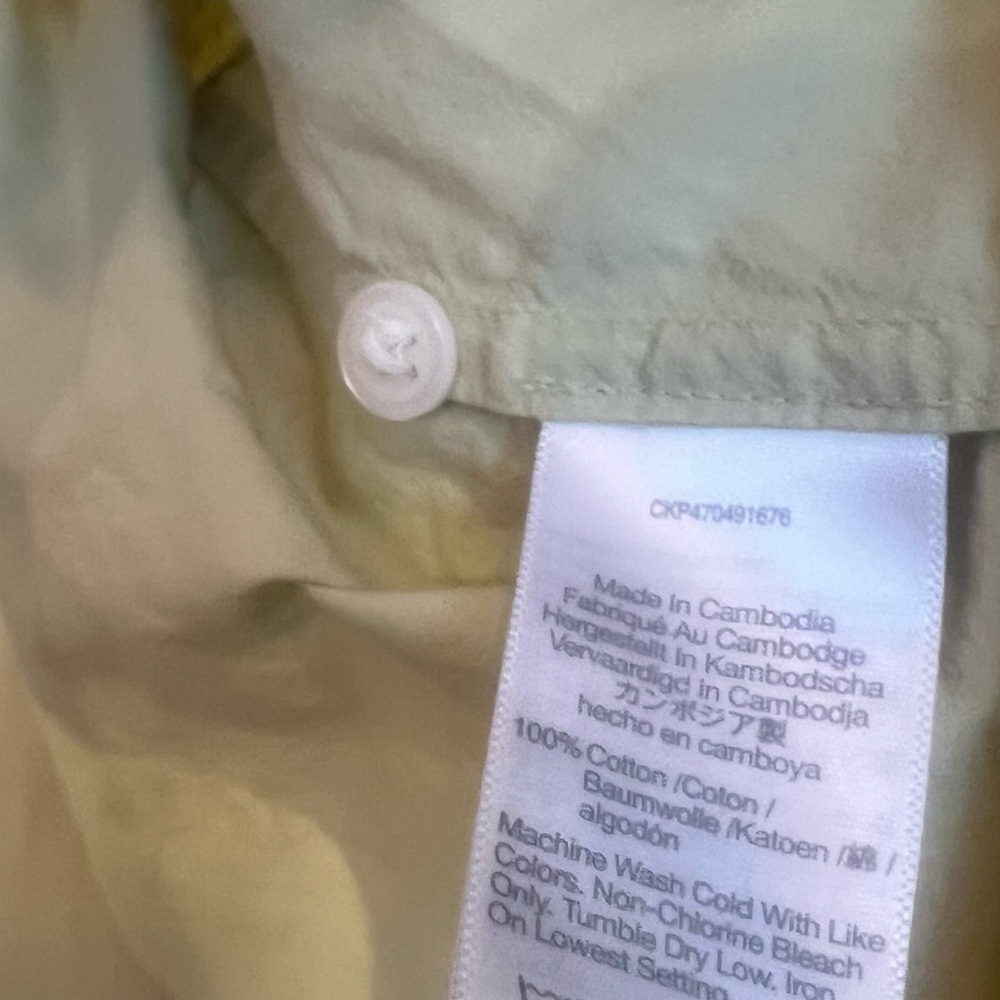 CKP470491676
Made In Cambodia
Fabriqué Au Cambodge
Hergestellt In Kambodscha
Vervaardigd in Cambodja
カンボジア製
hecho en camboya
100% Cotton /Coton /
Baumwolle /Katoen /綿 /
algodón
Machine Wash Cold With Like
Colors. Non-Chlorine Bleach
Only. Tumble Dry Low. Iron
On Lowest Setting